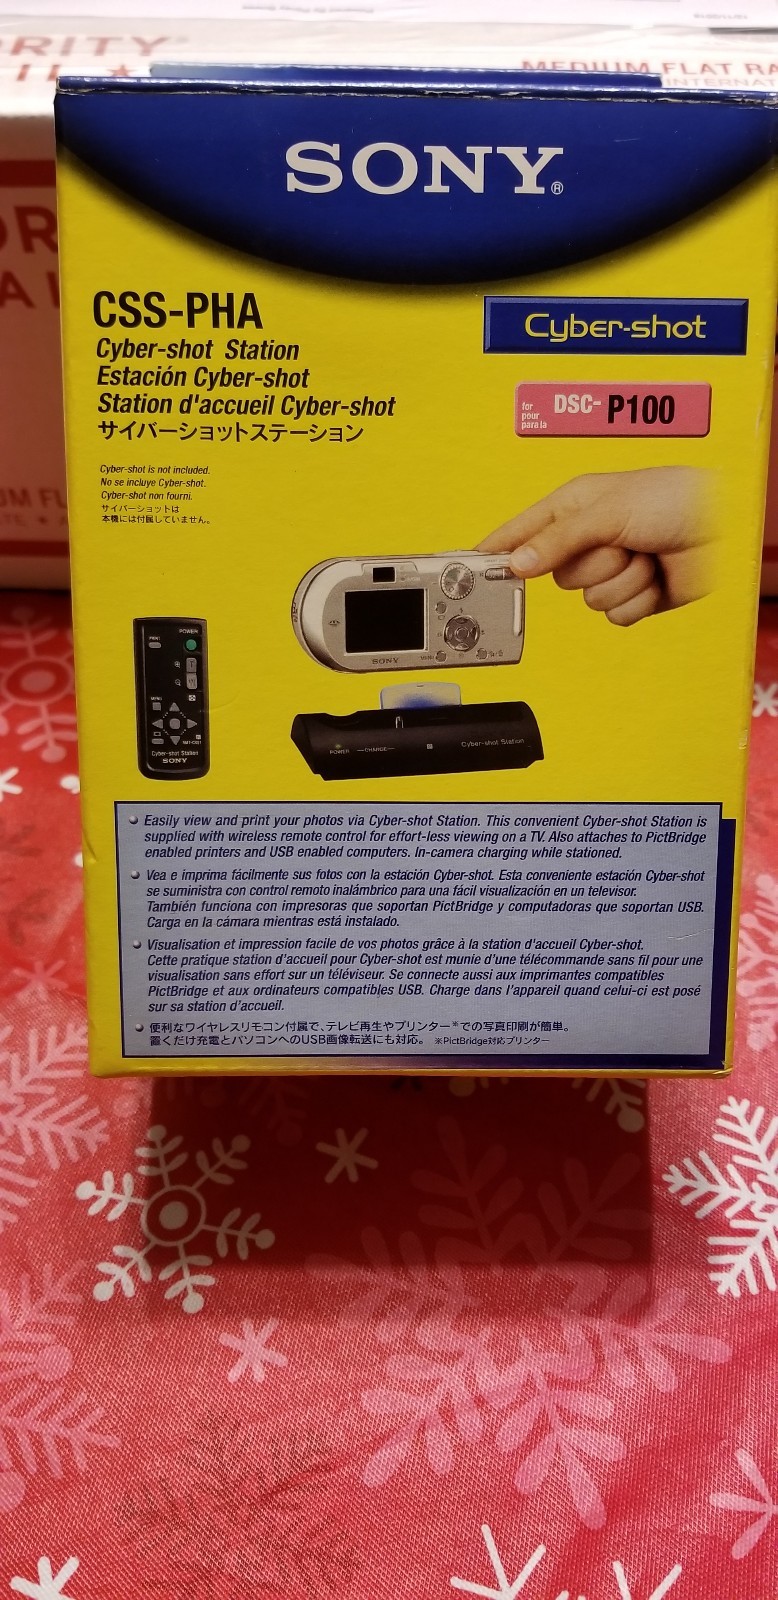 RITY
IL ★
MEDIUM FLAT RA
INTERNAT
SONY®
CSS-PHA
Cyber-shot Station
Estación Cyber-shot
Station d'accueil Cyber-shot
サイバーショットステーション
Cyber-shot
for
pour
para la
DSC- P100
Cyber-shot is not included.
No se incluye Cyber-shot.
Cyber-shot non fourni.
サイバーショットは
本機には付属していません。
SONY
MENU
PRINT
POWER
MENU
Cyber-shot Station
SONY
POWER
CHARGE
Cyber-shot Station
• Easily view and print your photos via Cyber-shot Station. This convenient Cyber-shot Station is
supplied with wireless remote control for effort-less viewing on a TV. Also attaches to PictBridge
enabled printers and USB enabled computers. In-camera charging while stationed.
• Vea e imprima fácilmente sus fotos con la estación Cyber-shot. Esta conveniente estación Cyber-shot
se suministra con control remoto inalámbrico para una fácil visualización en un televisor.
También funciona con impresoras que soportan PictBridge y computadoras que soportan USB.
Carga en la cámara mientras está instalado.
• Visualisation et impression facile de vos photos grâce à la station d'accueil Cyber-shot.
Cette pratique station d'accueil pour Cyber-shot est munie d'une télécommande sans fil pour une
visualisation sans effort sur un téléviseur. Se connecte aussi aux imprimantes compatibles
PictBridge et aux ordinateurs compatibles USB. Charge dans l'appareil quand celui-ci est posé
sur sa station d'accueil.
• 便利なワイヤレスリモコン付属で、テレビ再生やプリンター※での写真印刷が簡単。
置くだけ充電とパソコンへのUSB画像転送にも対応。 ※PictBridge対応プリンター